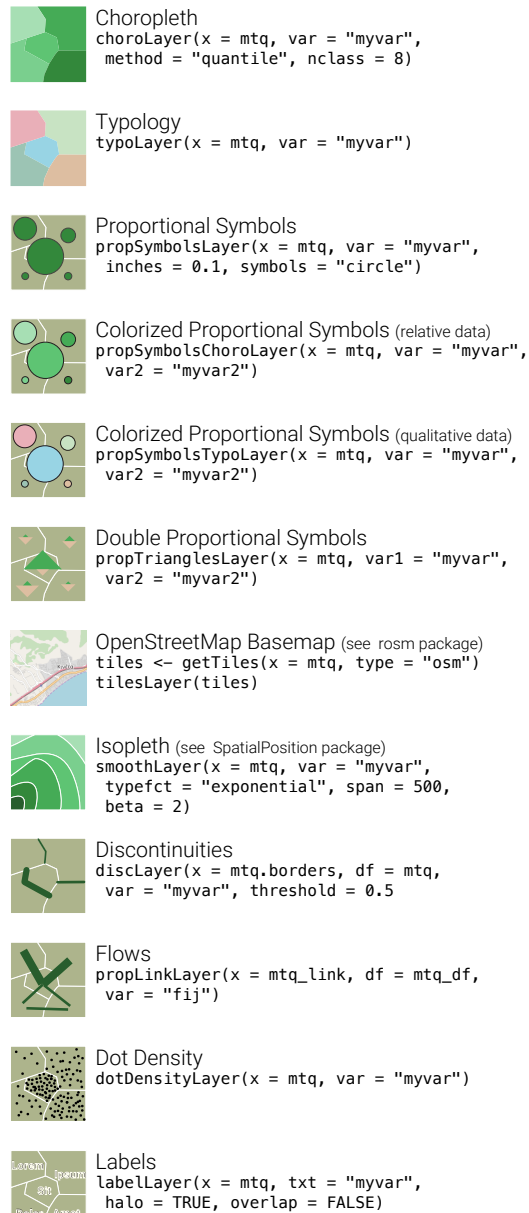 Choropleth
choroLayer(x = mtq, var = "myvar",
method = "quantile", nclass = 8)
Typology
typoLayer(x = mtq, var = "myvar")
Proportional Symbols
propSymbolsLayer(x = mtq, var = "myvar",
inches = 0.1, symbols = "circle")
Colorized Proportional Symbols (relative data)
propSymbolsChoroLayer(x = mtq, var = "myvar",
var2 = "myvar2")
Colorized Proportional Symbols (qualitative data)
propSymbolsTypoLayer(x = mtq, var = "myvar",
var2 = "myvar2")
Double Proportional Symbols
propTrianglesLayer(x = mtq, var1 = "myvar",
var2 = "myvar2")
OpenStreetMap Basemap (see rosm package)
tiles <- getTiles(x = mtq, type = "osm")
tilesLayer(tiles)
Isopleth (see SpatialPosition package)
smoothLayer(x = mtq, var = "myvar",
typefct = "exponential", span = 500,
beta = 2)
Discontinuities
discLayer(x = mtq.borders, df = mtq,
var = "myvar", threshold = 0.5
Flows
propLinkLayer(x = mtq_link, df = mtq_df,
var = "fij")
Dot Density
dotDensityLayer(x = mtq, var = "myvar")
Lorem
Ipsum
Sit
Dolor
Amet
Labels
labelLayer(x = mtq, txt = "myvar",
halo = TRUE, overlap = FALSE)